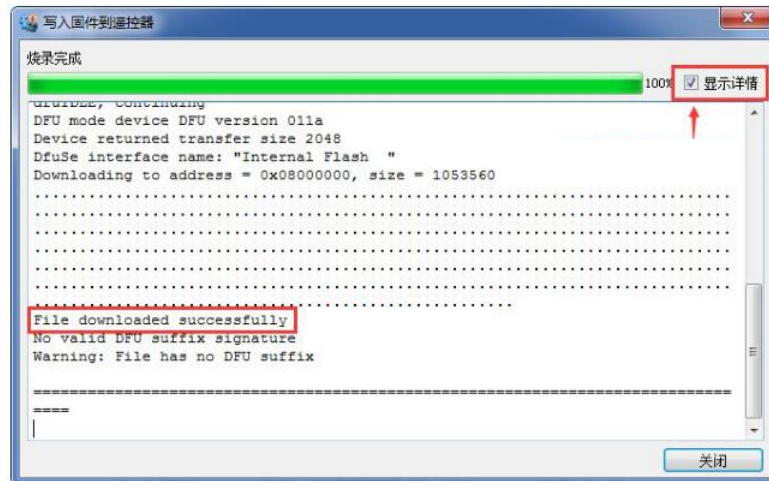 写入固件到遥控器
烧录完成
100% 显示详情
dfuIDLE, continuing
DFU mode device DFU version 011a
Device returned transfer size 2048
DfuSe interface name: "Internal Flash  "
Downloading to address = 0x08000000, size = 1053560
..............................................................................
..............................................................................
..............................................................................
..............................................................................
..............................................................................
..............................................................................
.....................................................
File downloaded successfully
No valid DFU suffix signature
Warning: File has no DFU suffix
==============================================================================
====
关闭